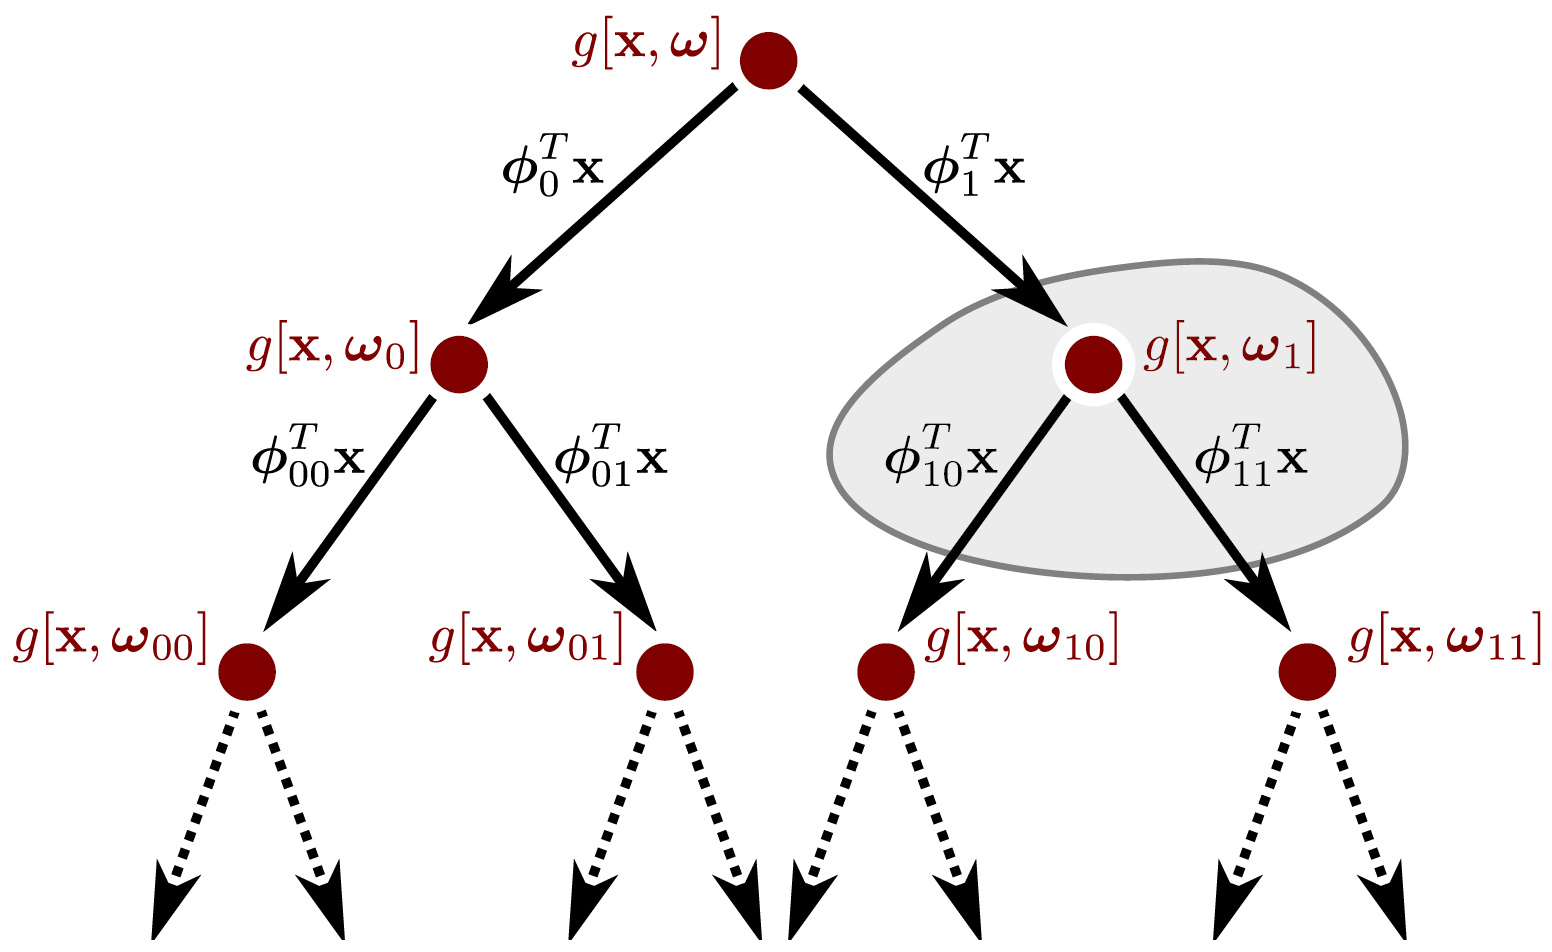 g[x, ω]
ϕ₀ᵀx ϕ₁ᵀx
g[x, ω₀] g[x, ω₁]
ϕ₀₀ᵀx ϕ₀₁ᵀx ϕ₁₀ᵀx ϕ₁₁ᵀx
g[x, ω₀₀] g[x, ω₀₁] g[x, ω₁₀] g[x, ω₁₁]